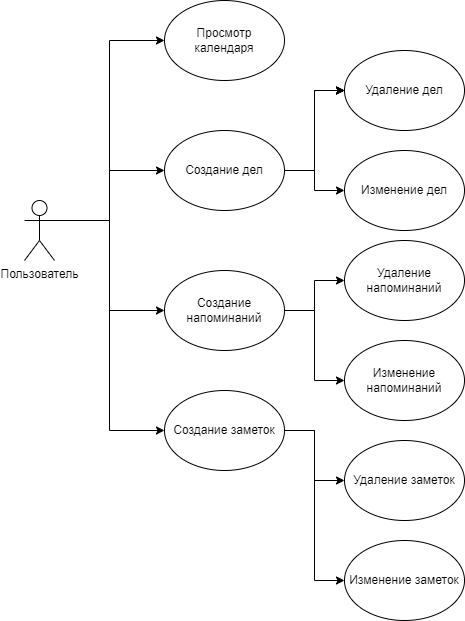 Просмотр
календаря
Удаление дел
Создание дел
Изменение дел
Пользователь
Удаление
напоминаний
Создание
напоминаний
Изменение
напоминаний
Создание заметок
Удаление заметок
Изменение заметок